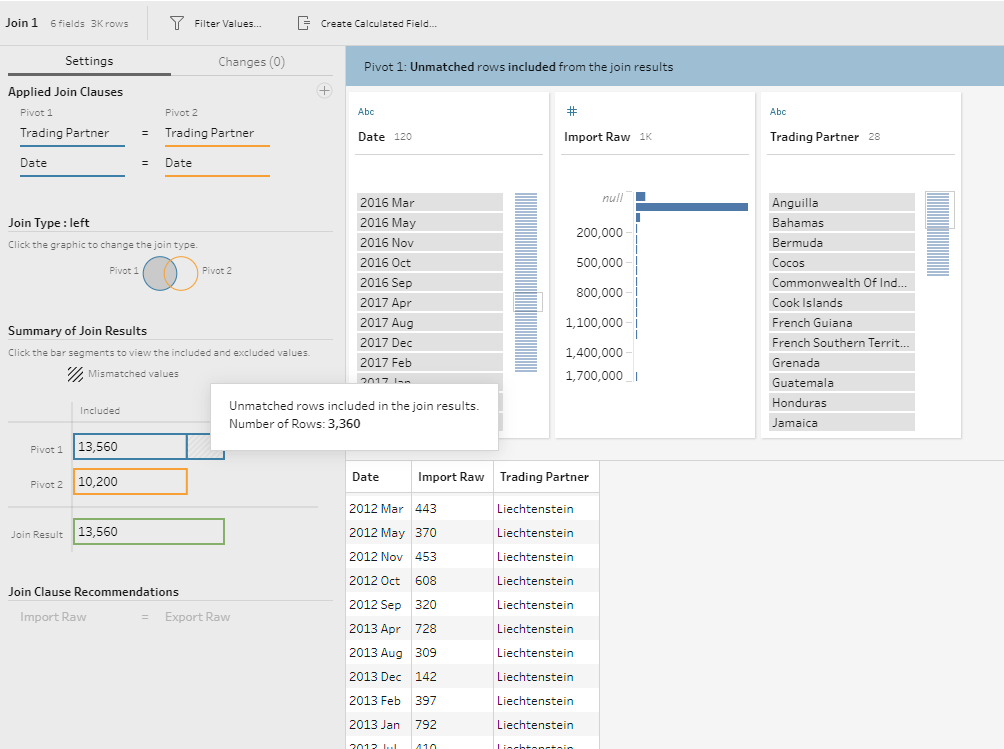 Join 1 6 fields 3K rows Filter Values... Create Calculated Field...
Settings Changes (0)
Applied Join Clauses
Pivot 1 Pivot 2
Trading Partner = Trading Partner
Date = Date
Join Type : left
Click the graphic to change the join type.
Pivot 1 Pivot 2
Summary of Join Results
Click the bar segments to view the included and excluded values.
Mismatched values
Included
Pivot 1 13,560
Pivot 2 10,200
Join Result 13,560
Join Clause Recommendations
Import Raw = Export Raw
Unmatched rows included in the join results.
Number of Rows: 3,360
Pivot 1: Unmatched rows included from the join results
Abc
Date 120
2016 Mar
2016 May
2016 Nov
2016 Oct
2016 Sep
2017 Apr
2017 Aug
2017 Dec
2017 Feb
2017 Jan
#
Import Raw 1K
null
200,000
500,000
800,000
1,100,000
1,400,000
1,700,000
Abc
Trading Partner 28
Anguilla
Bahamas
Bermuda
Cocos
Commonwealth Of Ind...
Cook Islands
French Guiana
French Southern Territ...
Grenada
Guatemala
Honduras
Jamaica
Date Import Raw Trading Partner
2012 Mar 443 Liechtenstein
2012 May 370 Liechtenstein
2012 Nov 453 Liechtenstein
2012 Oct 608 Liechtenstein
2012 Sep 320 Liechtenstein
2013 Apr 728 Liechtenstein
2013 Aug 309 Liechtenstein
2013 Dec 142 Liechtenstein
2013 Feb 397 Liechtenstein
2013 Jan 792 Liechtenstein
2013 Jul 410 Liechtenstein